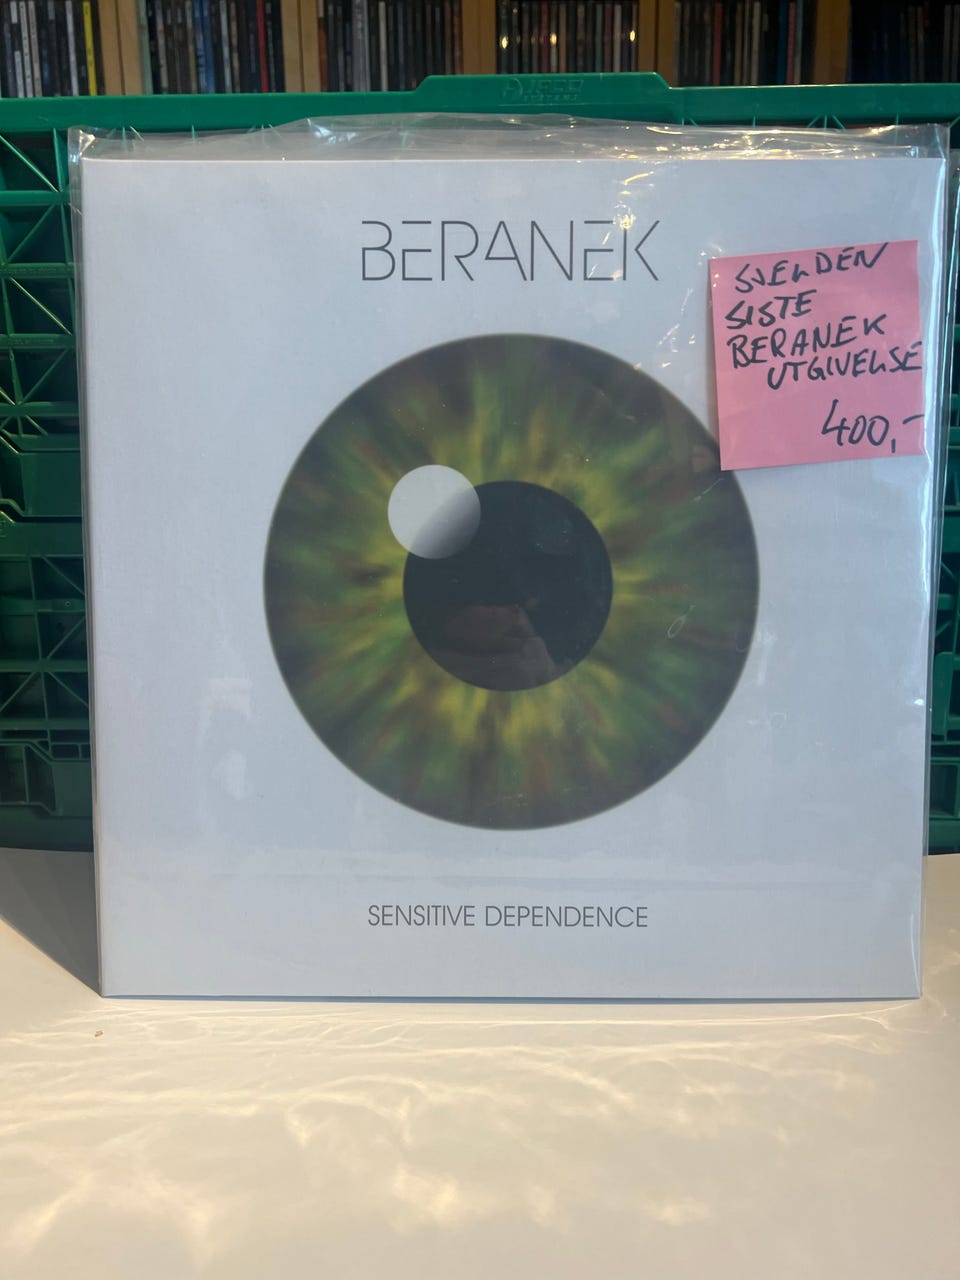 BERANEK
SJELDEN
SISTE
BERANEK
UTGIVELSE
400,-
SENSITIVE DEPENDENCE